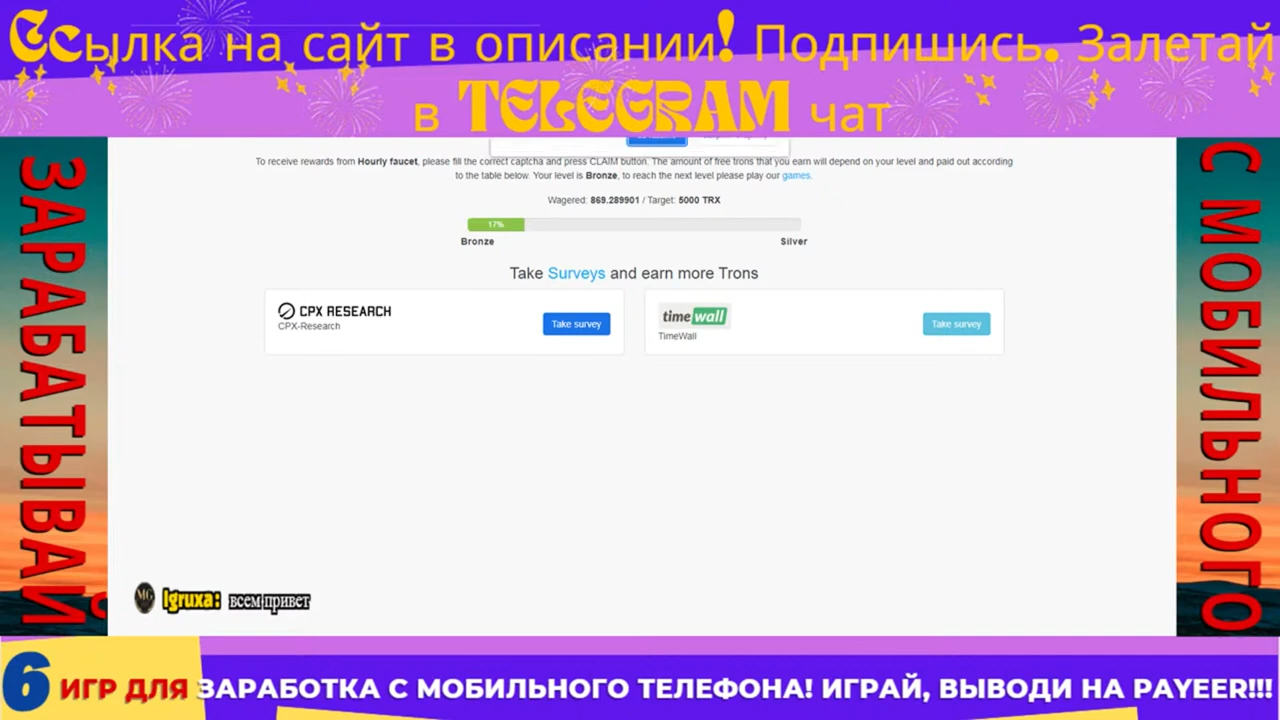 Ссылка на сайт в описании! Подпишись. Залетай
в TELEGRAM чат
ЗАРАБАТЫВАЙ
С МОБИЛЬНОГО
To receive rewards from Hourly faucet, please fill the correct captcha and press CLAIM button. The amount of free trons that you earn will depend on your level and paid out according
to the table below. Your level is Bronze, to reach the next level please play our games.
Wagered: 869.289901 / Target: 5000 TRX
17%
Bronze
Silver
Take Surveys and earn more Trons
CPX RESEARCH
CPX-Research
Take survey
timewall
TimeWall
Take survey
MG
Igruxa: всем привет
6 ИГР ДЛЯ ЗАРАБОТКА С МОБИЛЬНОГО ТЕЛЕФОНА! ИГРАЙ, ВЫВОДИ НА PAYEER!!!